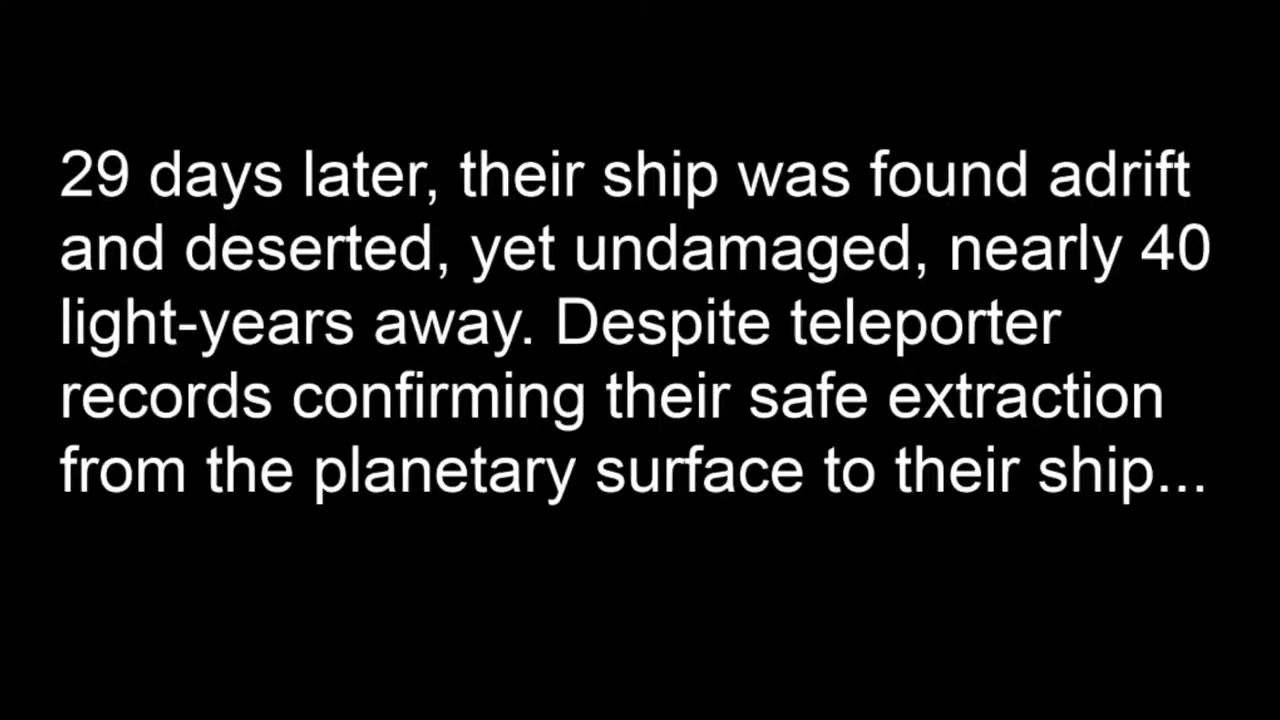 29 days later, their ship was found adrift
and deserted, yet undamaged, nearly 40
light-years away. Despite teleporter
records confirming their safe extraction
from the planetary surface to their ship...